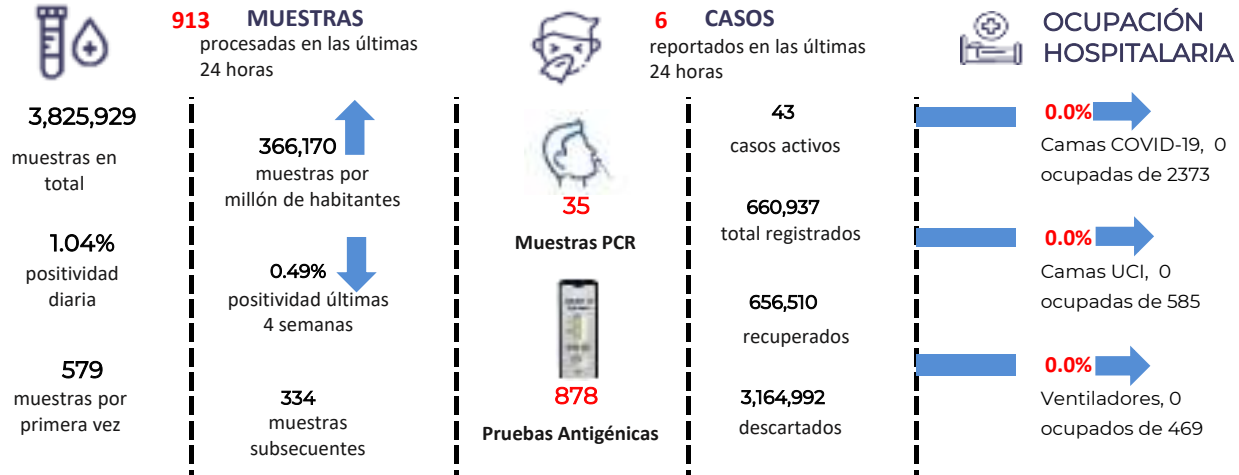 913 MUESTRAS
procesadas en las últimas
24 horas
6 CASOS
reportados en las últimas
24 horas
OCUPACIÓN
HOSPITALARIA
3,825,929
muestras en
total
1.04%
positividad
diaria
579
muestras por
primera vez
366,170
muestras por
millón de habitantes
0.49%
positividad últimas
4 semanas
334
muestras
subsecuentes
35
Muestras PCR
878
Pruebas Antigénicas
43
casos activos
660,937
total registrados
656,510
recuperados
3,164,992
descartados
0.0%
Camas COVID-19, 0
ocupadas de 2373
0.0%
Camas UCI, 0
ocupadas de 585
0.0%
Ventiladores, 0
ocupados de 469